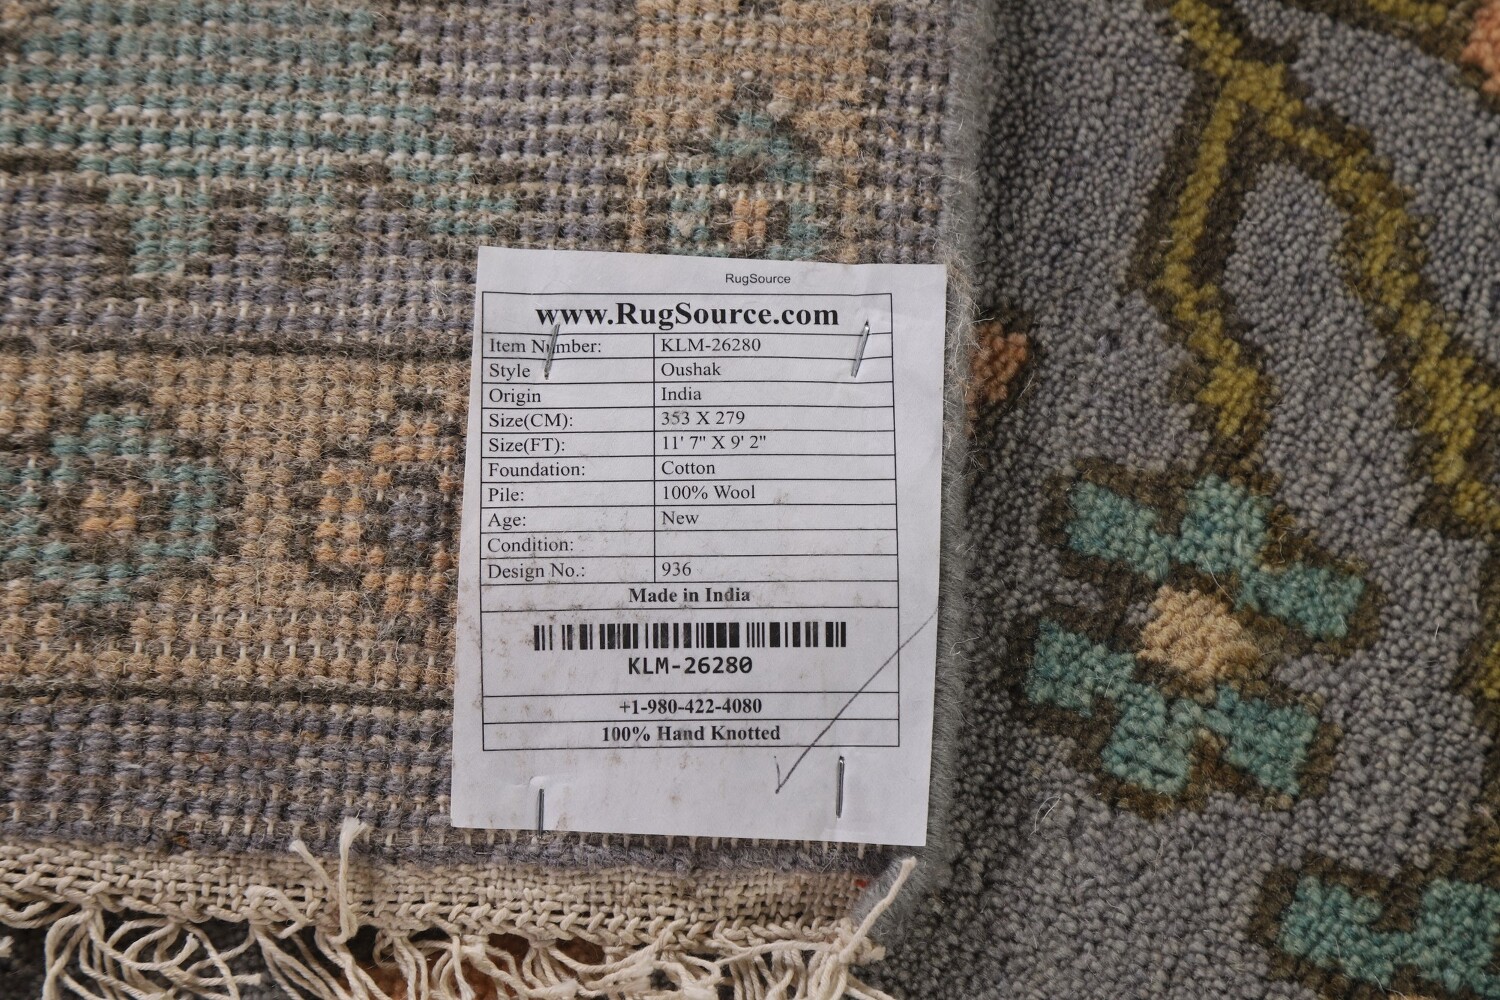 RugSource
www.RugSource.com
Item Number: KLM-26280
Style Oushak
Origin India
Size(CM): 353 X 279
Size(FT): 11' 7" X 9' 2"
Foundation: Cotton
Pile: 100% Wool
Age: New
Condition:
Design No.: 936
Made in India
KLM-26280
+1-980-422-4080
100% Hand Knotted